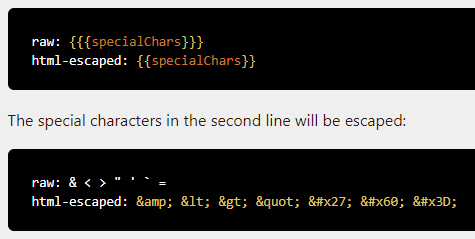 raw: {{{specialChars}}}
html-escaped: {{specialChars}}
The special characters in the second line will be escaped:
raw: & < > " ' ` =
html-escaped: &amp; &lt; &gt; &quot; &#x27; &#x60; &#x3D;